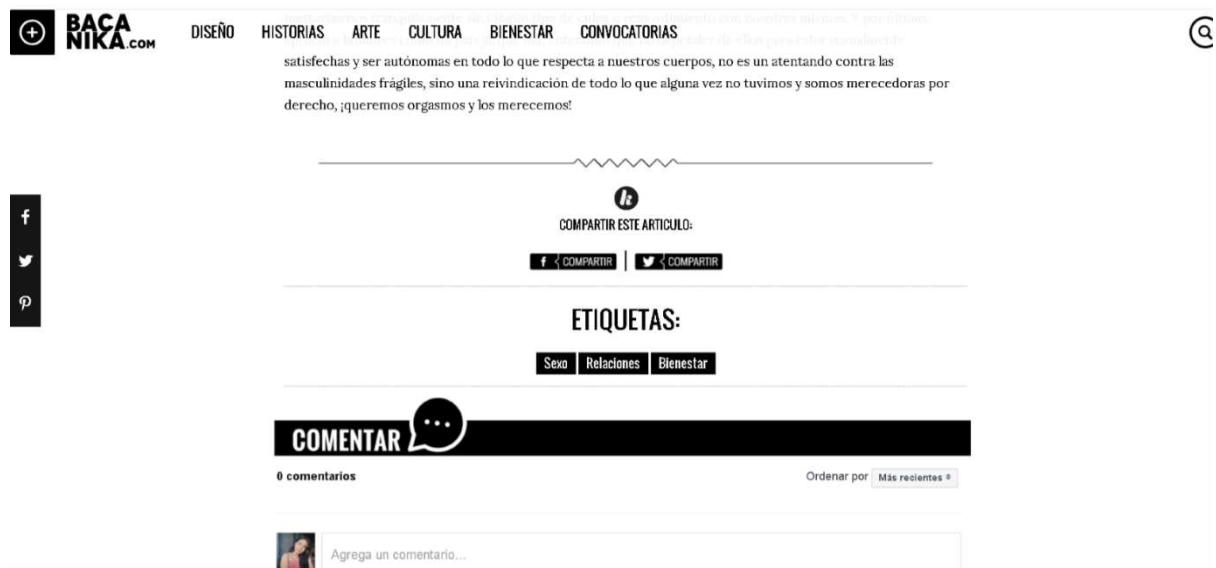 BACA
NIKA.COM
DISEÑO HISTORIAS ARTE CULTURA BIENESTAR CONVOCATORIAS
satisfechas y ser autónomas en todo lo que respecta a nuestros cuerpos, no es un atentando contra las
masculinidades frágiles, sino una reivindicación de todo lo que alguna vez no tuvimos y somos merecedoras por
derecho, ¡queremos orgasmos y los merecemos!
k
COMPARTIR ESTE ARTICULO:
f COMPARTIR | COMPARTIR
ETIQUETAS:
Sexo Relaciones Bienestar
COMENTAR
0 comentarios Ordenar por Más recientes
Agrega un comentario...